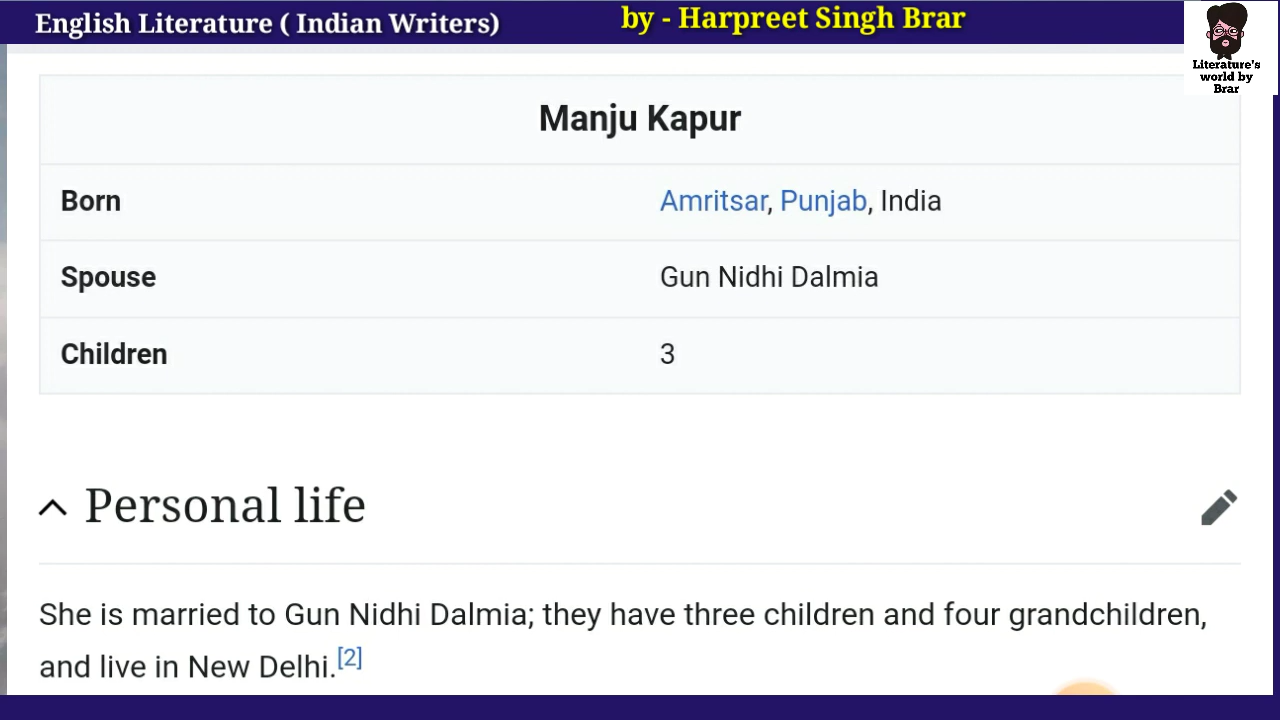 English Literature ( Indian Writers)
by - Harpreet Singh Brar
Literature's
world by
Brar
Manju Kapur
Born Amritsar, Punjab, India
Spouse Gun Nidhi Dalmia
Children 3
Personal life
She is married to Gun Nidhi Dalmia; they have three children and four grandchildren,
and live in New Delhi.[2]